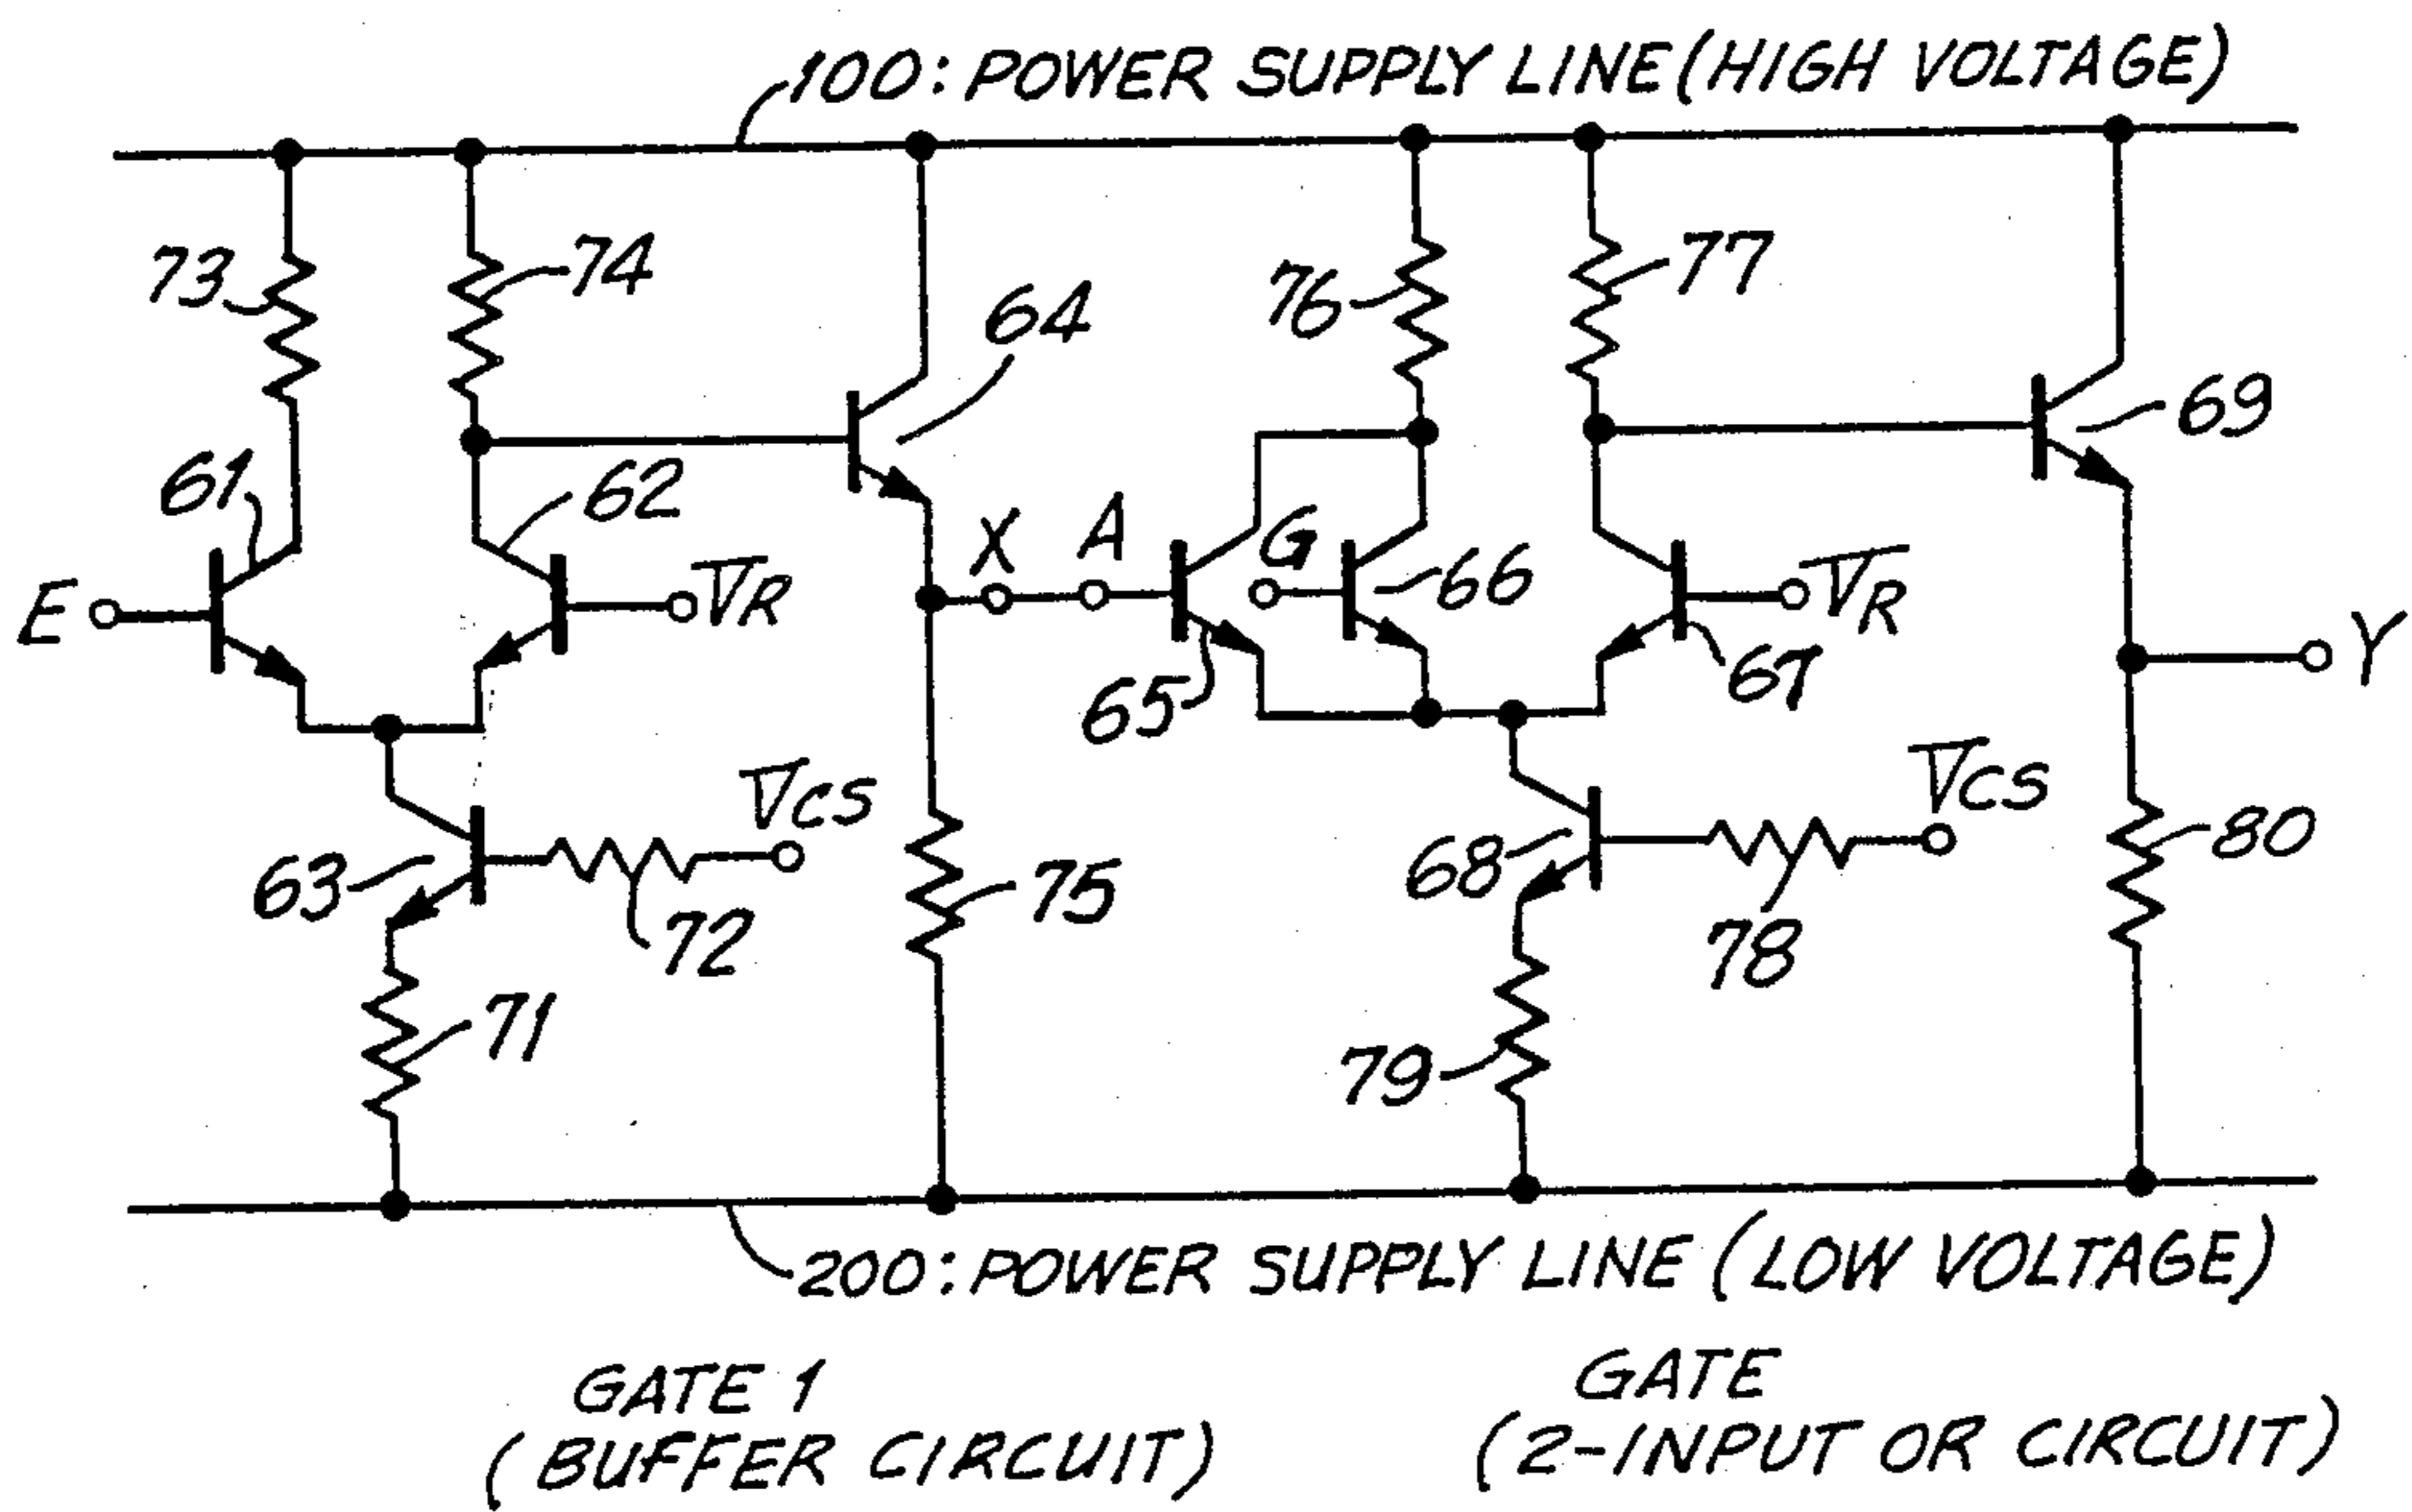 100: POWER SUPPLY LINE (HIGH VOLTAGE)
73
74
64
76
77
69
61
62
X
A
G
66
E
VR
VR
65
67
Y
VCS
VCS
63
72
75
68
78
80
71
79
200: POWER SUPPLY LINE (LOW VOLTAGE)
GATE 1
(BUFFER CIRCUIT)
GATE
(2-INPUT OR CIRCUIT)